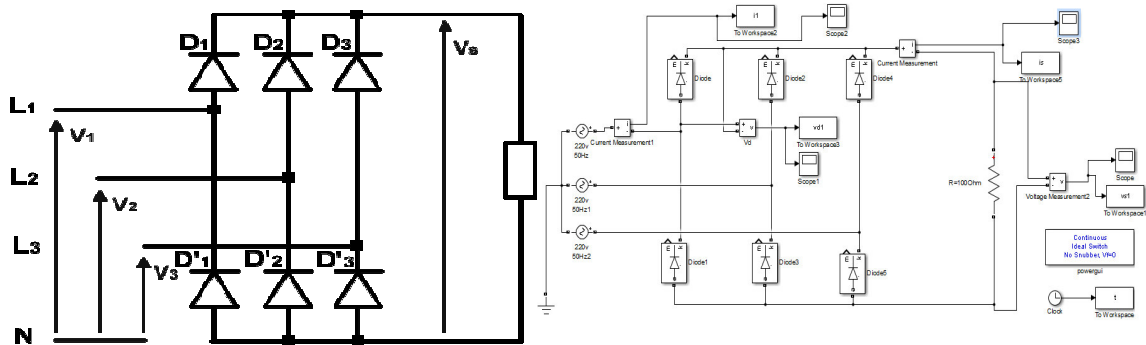 D1
D2
D3
Vs
L1
V1
L2
V2
L3
V3
D'1
D'2
D'3
N
i1
To Workspace2
Scope2
Scope3
i
Current Measurement
is
To Workspace5
m
k
Diode
m
k
Diode2
m
k
Diode4
220v
50Hz
i
Current Measurement1
v
Vd
vd1
To Workspace3
Scope1
220v
50Hz1
220v
50Hz2
R=100Ohm
v
Voltage Measurement2
Scope
vs1
To Workspace1
m
k
Diode1
m
k
Diode3
m
k
Diode5
Continuous
Ideal Switch
No Snubber, Vf=0
powergui
Clock
t
To Workspace